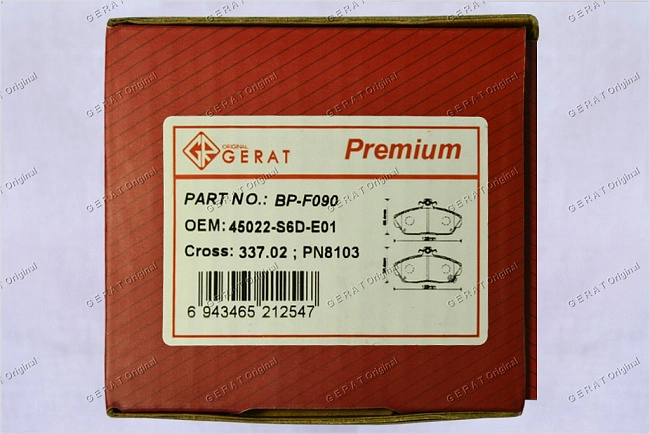 ORIGINAL
GERAT
Premium
PART NO.: BP-F090
OEM: 45022-S6D-E01
Cross: 337.02 ; PN8103
6 943465 212547
GERAT Original